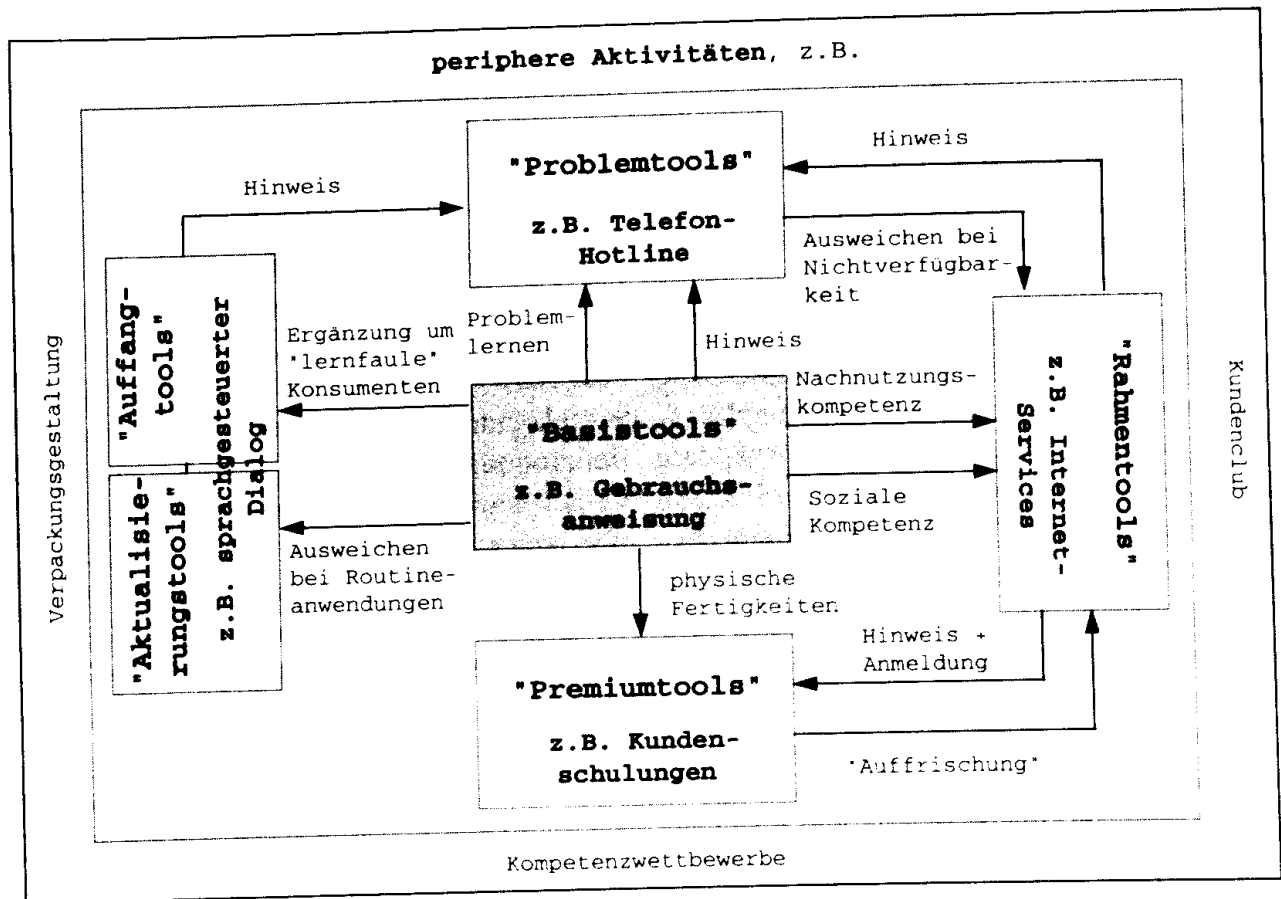 periphere Aktivitäten, z.B.
"Problemtools"
z.B. Telefon-
Hotline
Hinweis
Hinweis
Ausweichen bei
Nichtverfügbar-
keit
"Auffang-
tools"
"Aktualisie-
rungstools"
z.B. sprachgesteuerter
Dialog
Ergänzung um
"lernfaule"
Konsumenten
Problem-
lernen
Hinweis
Nachnutzungs-
kompetenz
"Basistools"
z.B. Gebrauchs-
anweisung
Soziale
Kompetenz
"Rahmentools"
z.B. Internet-
Services
Ausweichen
bei Routine-
anwendungen
physische
Fertigkeiten
Hinweis +
Anmeldung
"Premiumtools"
z.B. Kunden-
schulungen
"Auffrischung"
Verpackungsgestaltung
Kundenclub
Kompetenzwettbewerbe